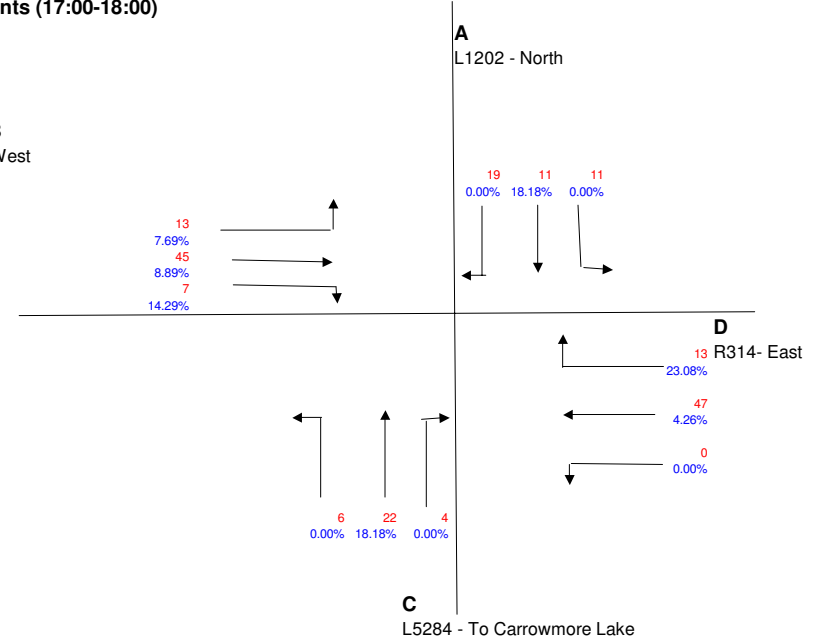 nts (17:00-18:00)
A
L1202 - North
West
19 11 11
0.00% 18.18% 0.00%
13
7.69%
45
8.89%
7
14.29%
D
R314- East
13
23.08%
47
4.26%
0
0.00%
6 22 4
0.00% 18.18% 0.00%
C
L5284 - To Carrowmore Lake